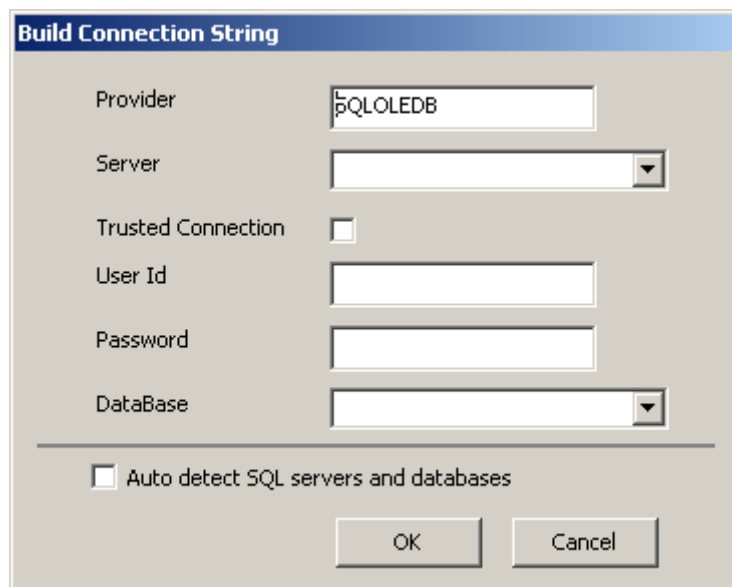 Build Connection String
Provider SQLOLEDB
Server
Trusted Connection
User Id
Password
DataBase
Auto detect SQL servers and databases
OK Cancel